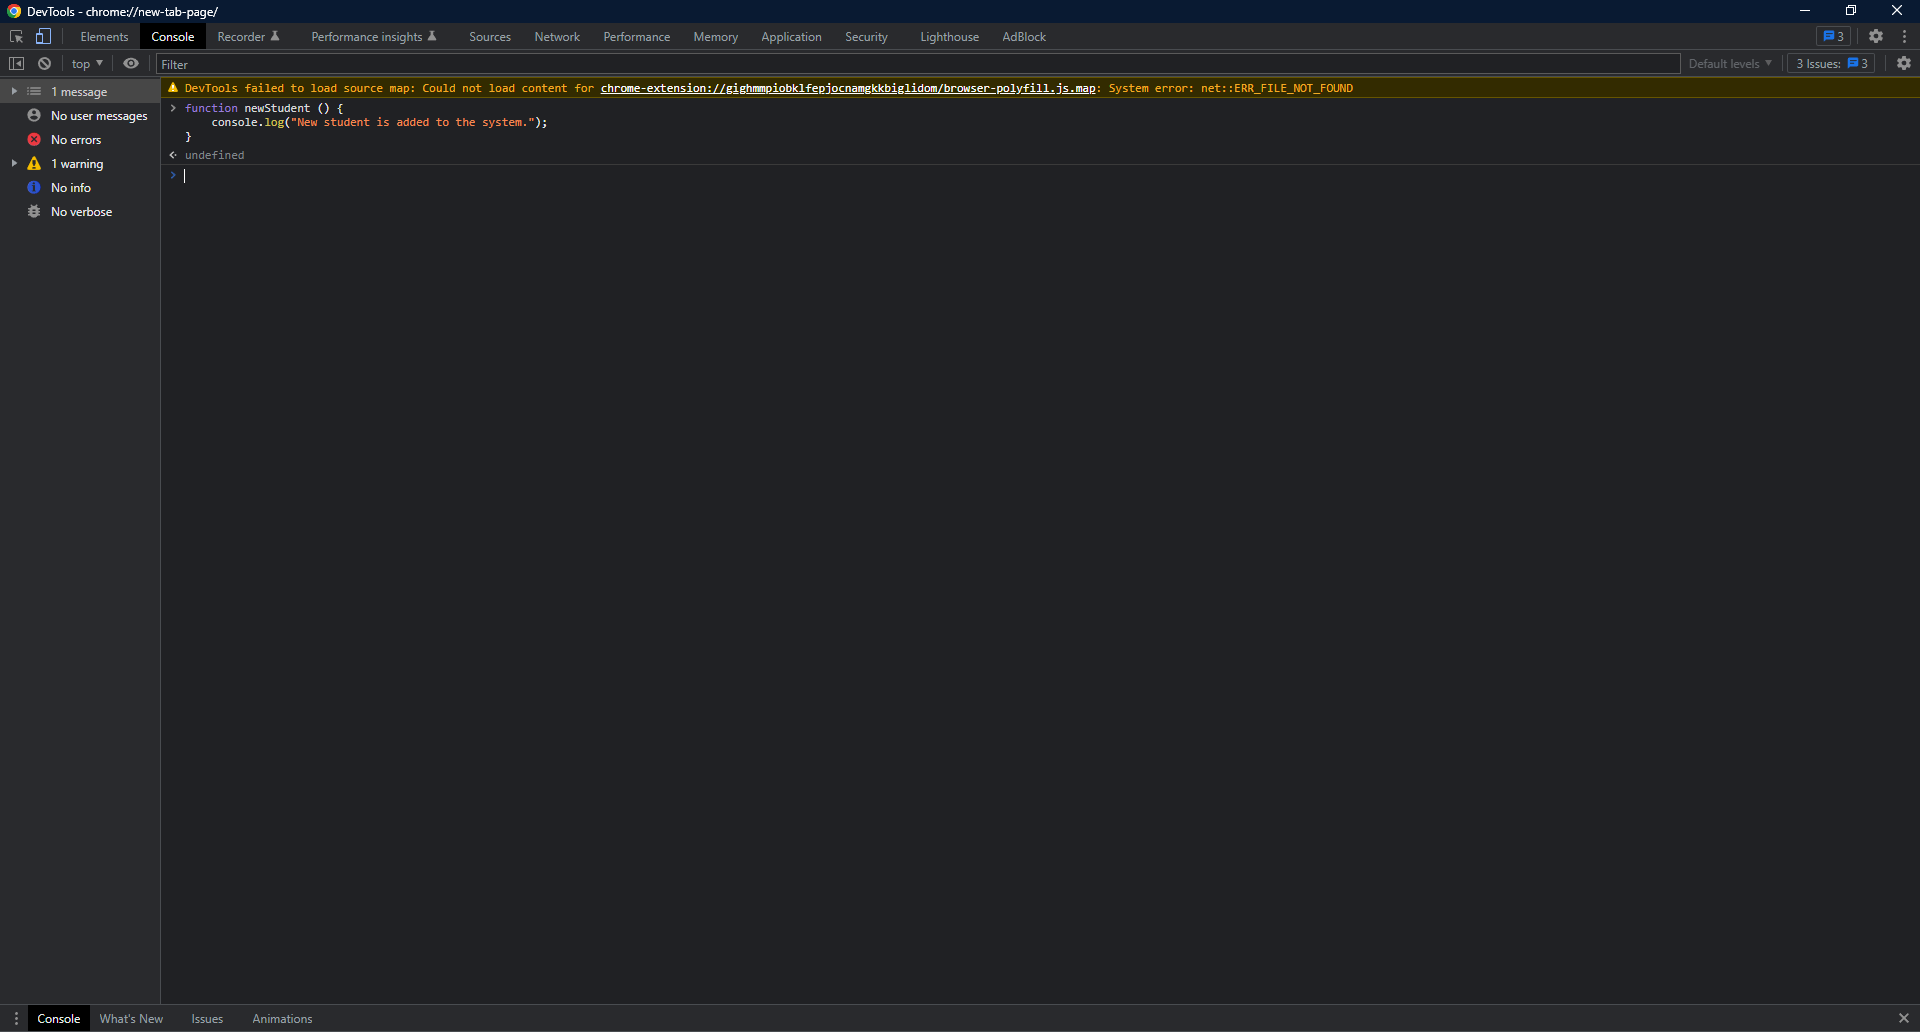 DevTools - chrome://new-tab-page/
Elements Console Recorder Performance insights Sources Network Performance Memory Application Security Lighthouse AdBlock 3
top Filter Default levels 3 Issues: 3
1 message
No user messages
No errors
1 warning
No info
No verbose
DevTools failed to load source map: Could not load content for chrome-extension://gighmmpiobklfepjocnamgkkbiglidom/browser-polyfill.js.map: System error: net::ERR_FILE_NOT_FOUND
function newStudent () {
console.log("New student is added to the system.");
}
undefined
Console What's New Issues Animations